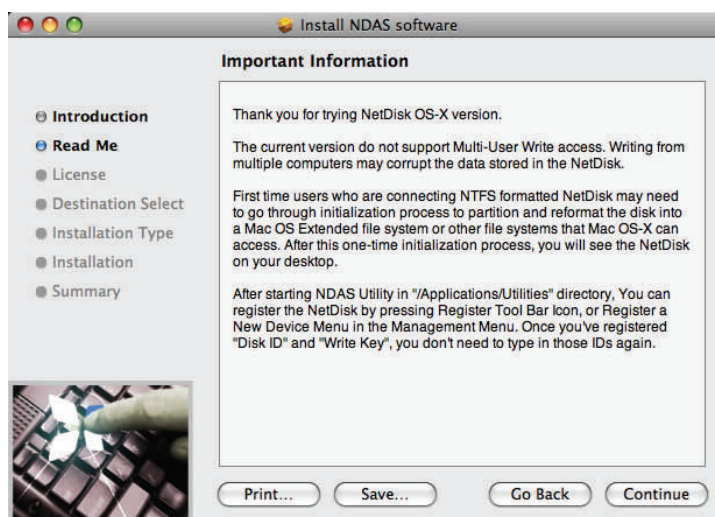 Install NDAS software
Important Information
Introduction
Read Me
License
Destination Select
Installation Type
Installation
Summary
Thank you for trying NetDisk OS-X version.
The current version do not support Multi-User Write access. Writing from
multiple computers may corrupt the data stored in the NetDisk.
First time users who are connecting NTFS formatted NetDisk may need
to go through initialization process to partition and reformat the disk into
a Mac OS Extended file system or other file systems that Mac OS-X can
access. After this one-time initialization process, you will see the NetDisk
on your desktop.
After starting NDAS Utility in "/Applications/Utilities" directory, You can
register the NetDisk by pressing Register Tool Bar Icon, or Register a
New Device Menu in the Management Menu. Once you've registered
"Disk ID" and "Write Key", you don't need to type in those IDs again.
Print... Save... Go Back Continue